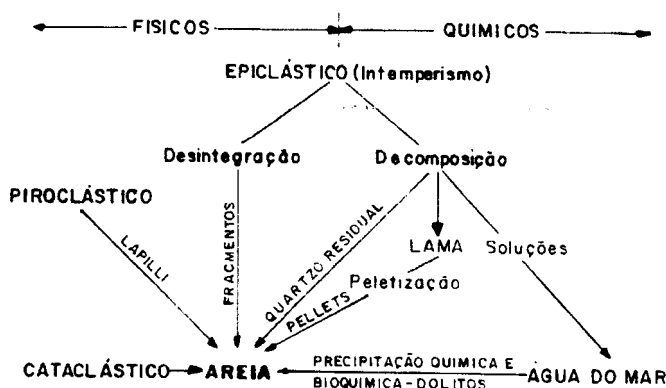 FISICOS
QUIMICOS
EPICLÁSTICO (Intemperismo)
Desintegração
Decomposição
PIROCLÁSTICO
LAPILLI
FRAGMENTOS
QUARTZO RESIDUAL
LAMA
Soluções
Peletização
PELLETS
CATACLÁSTICO
AREIA
PRECIPITAÇÃO QUIMICA E
BIOQUIMICA-OOLITOS
ÁGUA DO MAR